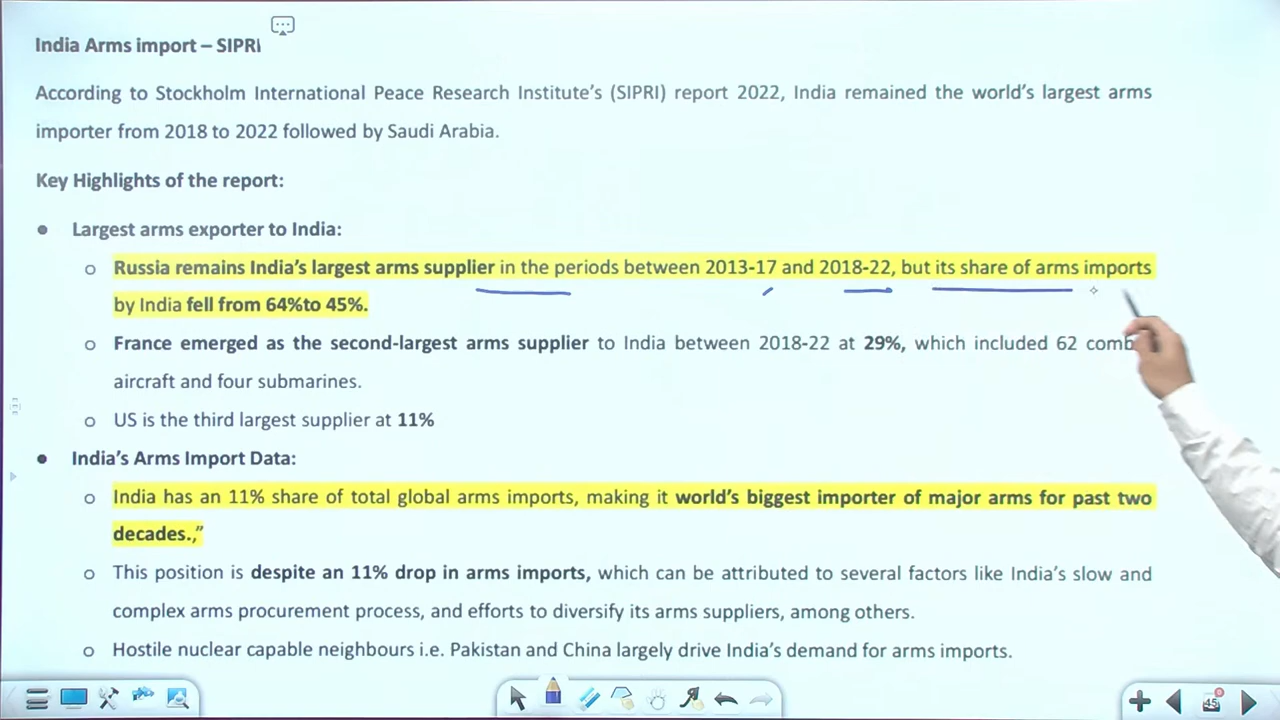 India Arms import – SIPRI
According to Stockholm International Peace Research Institute’s (SIPRI) report 2022, India remained the world’s largest arms
importer from 2018 to 2022 followed by Saudi Arabia.
Key Highlights of the report:
● Largest arms exporter to India:
o Russia remains India’s largest arms supplier in the periods between 2013-17 and 2018-22, but its share of arms imports
by India fell from 64%to 45%.
o France emerged as the second-largest arms supplier to India between 2018-22 at 29%, which included 62
aircraft and four submarines.
o US is the third largest supplier at 11%
● India’s Arms Import Data:
o India has an 11% share of total global arms imports, making it world’s biggest importer of major arms for past two
decades.,”
o This position is despite an 11% drop in arms imports, which can be attributed to several factors like India’s slow and
complex arms procurement process, and efforts to diversify its arms suppliers, among others.
o Hostile nuclear capable neighbours i.e. Pakistan and China largely drive India’s demand for arms imports.
45